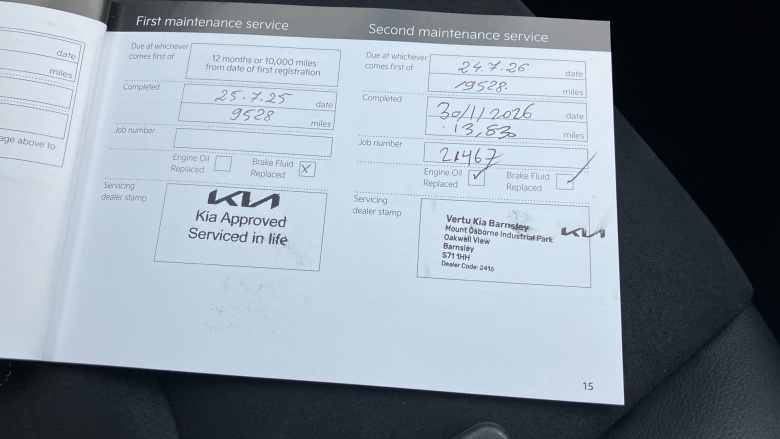 date
miles
age above to
First maintenance service
Due at whichever
comes first of
12 months or 10,000 miles
from date of first registration
Completed
25.7.25 date
9528 miles
Job number
Engine Oil
Replaced
Brake Fluid
Replaced X
Servicing
dealer stamp
KIA
Kia Approved
Serviced in life
Second maintenance service
Due at whichever
comes first of
24.7.26 date
19528. miles
Completed
30/1/2026 date
13,830 miles
Job number
21467
Engine Oil
Replaced ✓
Brake Fluid
Replaced ✓
Servicing
dealer stamp
Vertu Kia Barnsley
Mount Osborne Industrial Park
Oakwell View
Barnsley
S71 1HH
Dealer Code: 2416
KIA
15